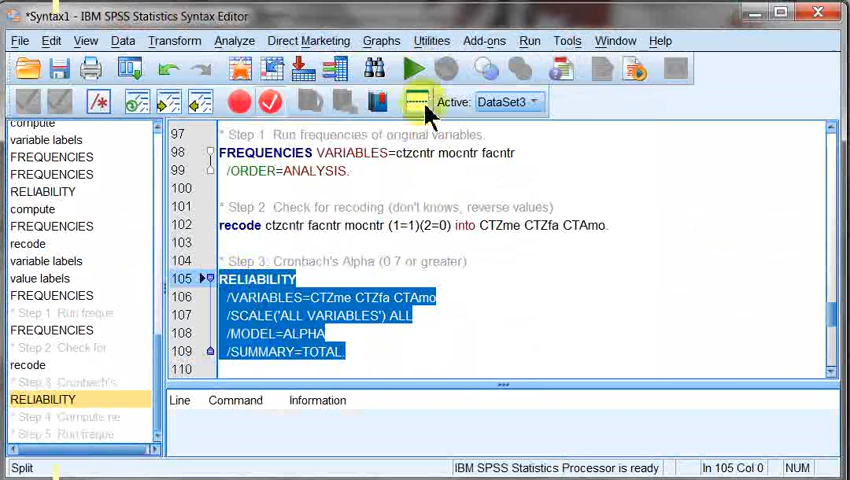 *Syntax1 - IBM SPSS Statistics Syntax Editor
File Edit View Data Transform Analyze Direct Marketing Graphs Utilities Add-ons Run Tools Window Help
Active: DataSet3
compute
variable labels
FREQUENCIES
FREQUENCIES
RELIABILITY
compute
FREQUENCIES
recode
variable labels
value labels
FREQUENCIES
* Step 1 Run freque
FREQUENCIES
* Step 2 Check for
recode
* Step 3: Cronbach's
RELIABILITY
* Step 4: Compute ne
* Step 5: Run freque
97 * Step 1 Run frequencies of original variables.
98 FREQUENCIES VARIABLES=ctzcntr mocntr facntr
99 /ORDER=ANALYSIS.
100
101 * Step 2 Check for recoding (don't knows, reverse values)
102 recode ctzcntr facntr mocntr (1=1)(2=0) into CTZme CTZfa CTAmo.
103
104 * Step 3: Cronbach's Alpha (0.7 or greater)
105 RELIABILITY
106 /VARIABLES=CTZme CTZfa CTAmo
107 /SCALE('ALL VARIABLES') ALL
108 /MODEL=ALPHA
109 /SUMMARY=TOTAL.
110
Line Command Information
Split IBM SPSS Statistics Processor is ready In 105 Col 0 NUM